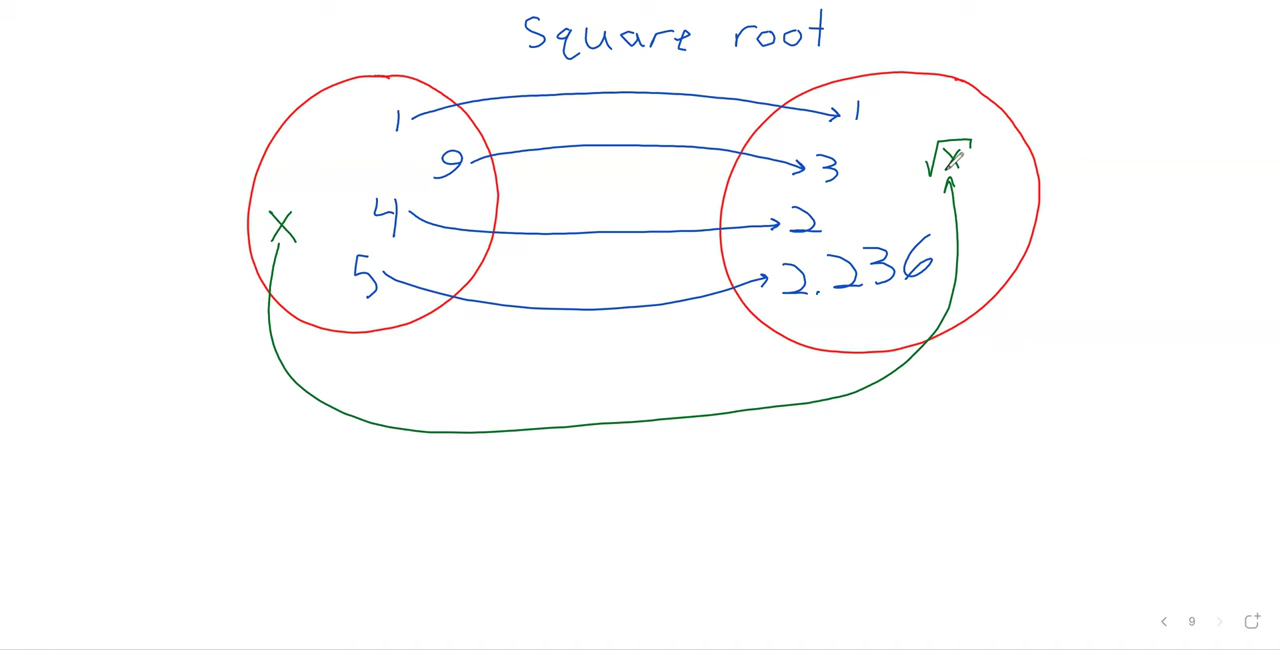 Square root
1 1
9 3 √x
4 2
x
5 2.236
9